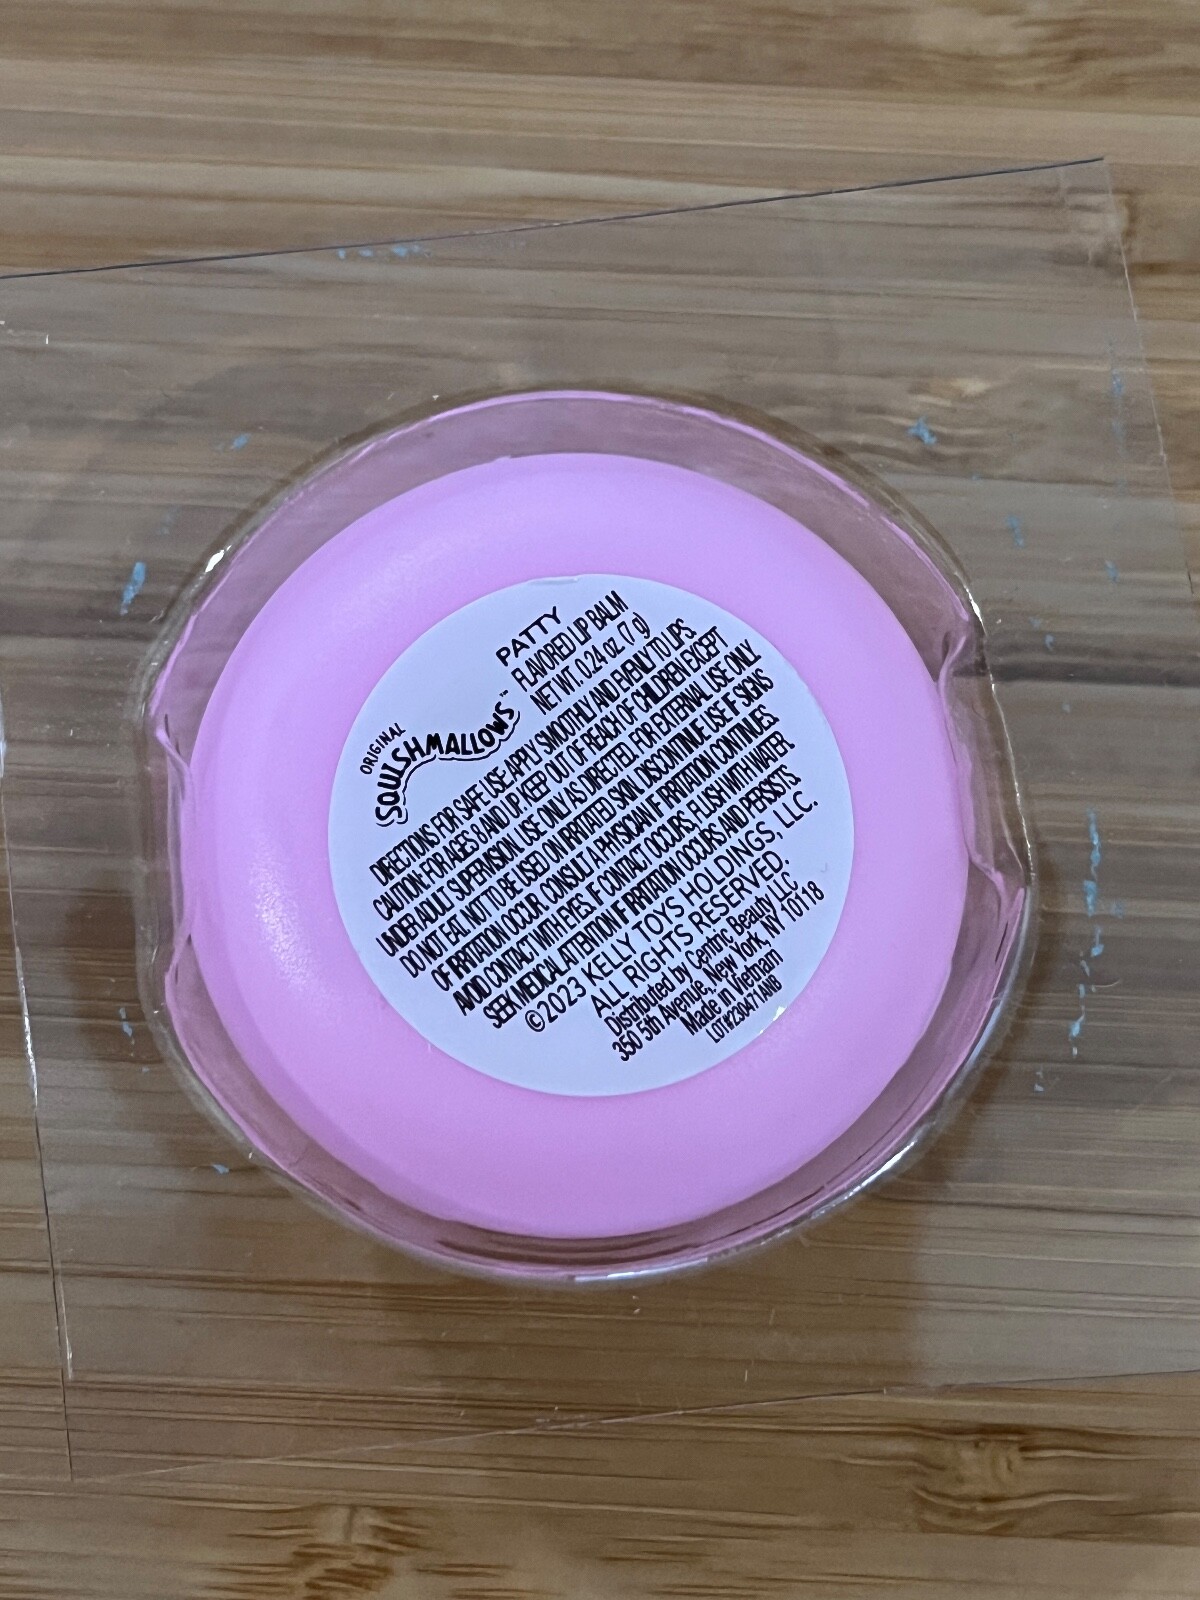 ORIGINAL
SQUISHMALLOWS™
PATTY
FLAVORED LIP BALM
NET WT. 0.24 oz (7 g)
DIRECTIONS FOR SAFE USE: APPLY SMOOTHLY AND EVENLY TO LIPS.
CAUTION: FOR AGES 8 AND UP. KEEP OUT OF REACH OF CHILDREN EXCEPT
UNDER ADULT SUPERVISION. USE ONLY AS DIRECTED. FOR EXTERNAL USE ONLY.
DO NOT EAT. NOT TO BE USED ON IRRITATED SKIN. DISCONTINUE USE IF SIGNS
OF IRRITATION OCCUR. CONSULT A PHYSICIAN IF IRRITATION CONTINUES.
AVOID CONTACT WITH EYES. IF CONTACT OCCURS, FLUSH WITH WATER.
SEEK MEDICAL ATTENTION IF IRRITATION OCCURS AND PERSISTS.
©2023 KELLY TOYS HOLDINGS, LLC.
ALL RIGHTS RESERVED.
Distributed by Centric Beauty LLC
350 5th Avenue, New York, NY 10118
Made in Vietnam
LOT#230471ANB